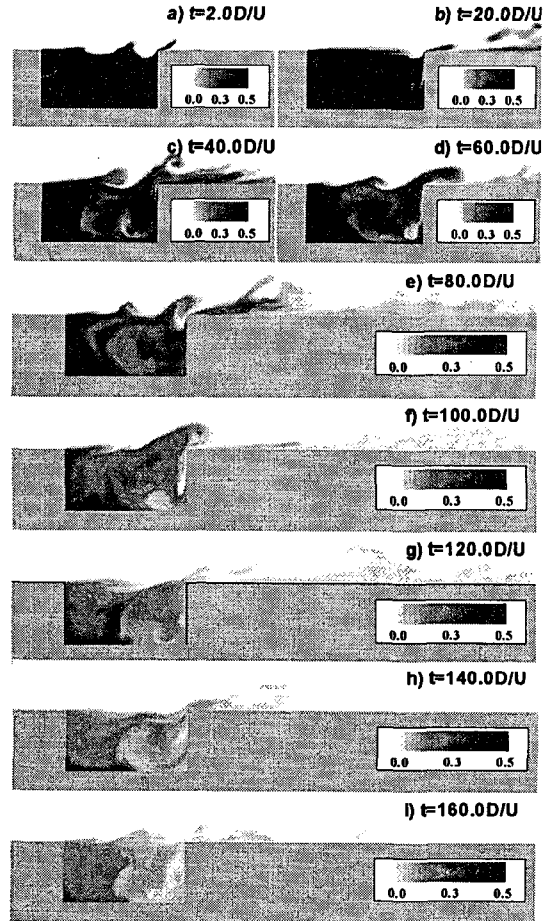 a) t=2.0D/U
b) t=20.0D/U
0.0 0.3 0.5
0.0 0.3 0.5
c) t=40.0D/U
d) t=60.0D/U
0.0 0.3 0.5
0.0 0.3 0.5
e) t=80.0D/U
0.0 0.3 0.5
f) t=100.0D/U
0.0 0.3 0.5
g) t=120.0D/U
0.0 0.3 0.5
h) t=140.0D/U
0.0 0.3 0.5
i) t=160.0D/U
0.0 0.3 0.5